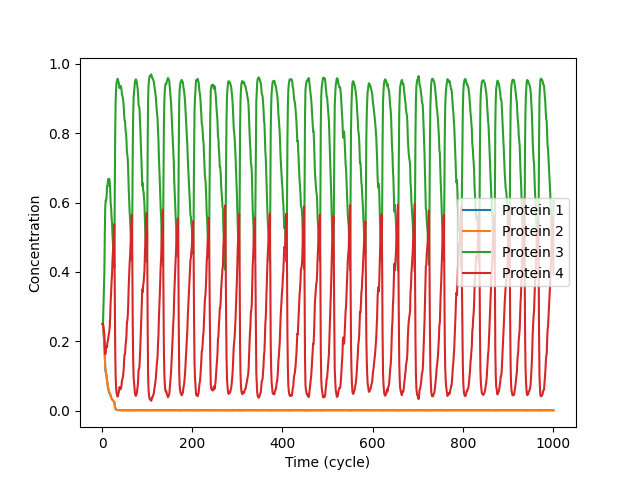 1.0
0.8
0.6
0.4
0.2
0.0
Concentration
Protein 1
Protein 2
Protein 3
Protein 4
0 200 400 600 800 1000
Time (cycle)